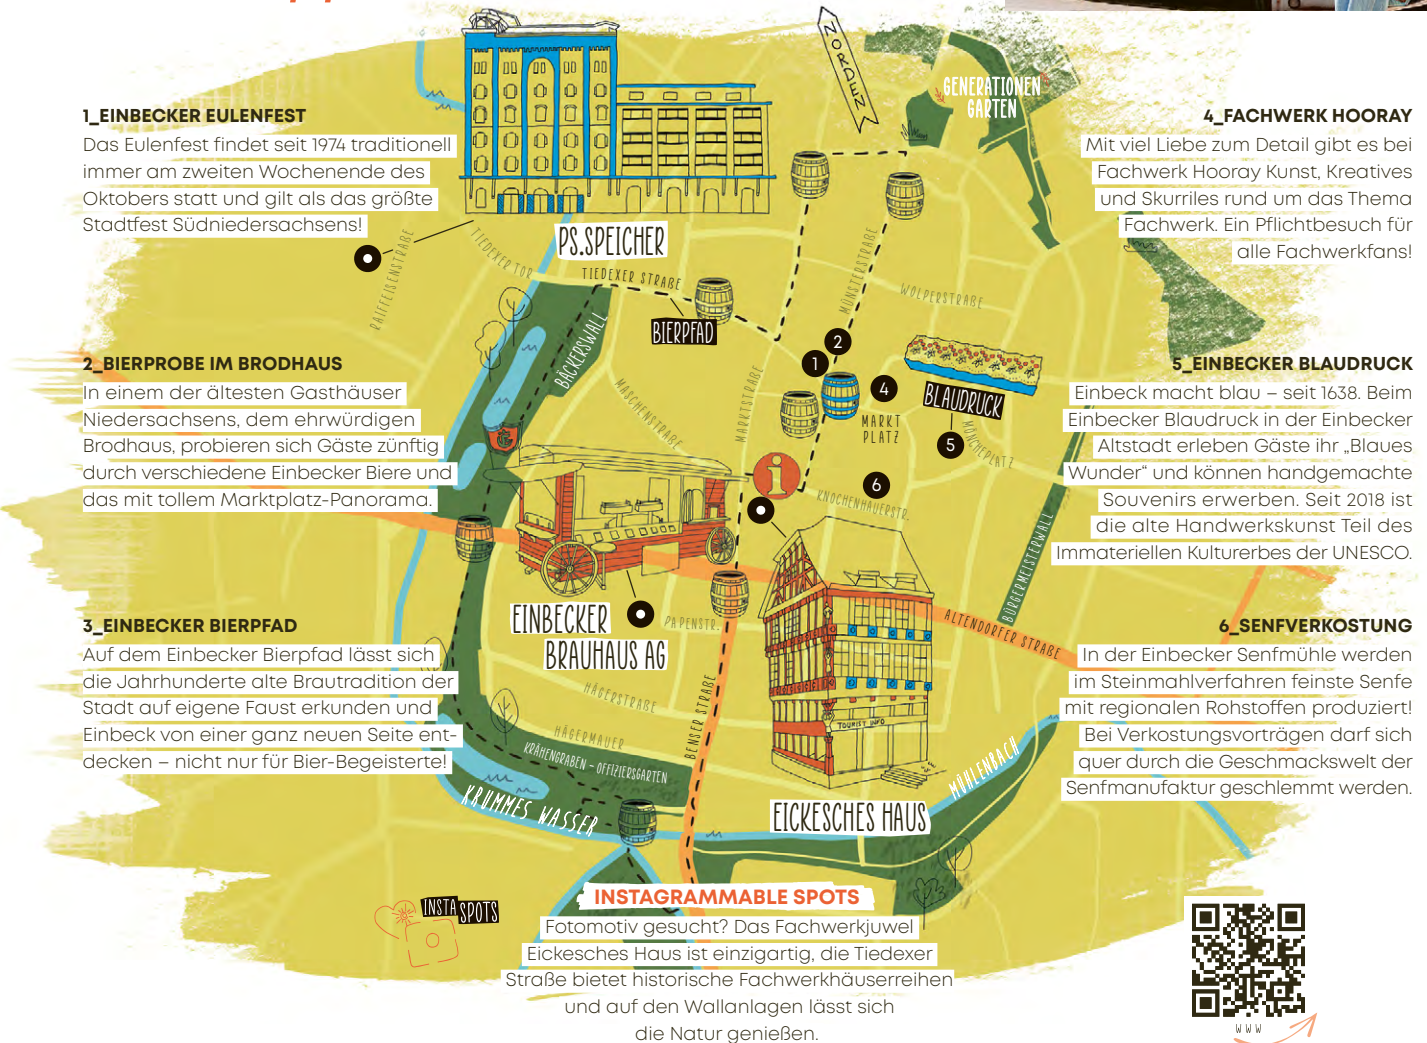 NORDEN
GENERATIONEN
GARTEN
1_EINBECKER EULENFEST
Das Eulenfest findet seit 1974 traditionell
immer am zweiten Wochenende des
Oktobers statt und gilt als das größte
Stadtfest Südniedersachsens!
4_FACHWERK HOORAY
Mit viel Liebe zum Detail gibt es bei
Fachwerk Hooray Kunst, Kreatives
und Skurriles rund um das Thema
Fachwerk. Ein Pflichtbesuch für
alle Fachwerkfans!
PS.SPEICHER
RAIFFEISENSTRAßE
TIEDEXER TOR
TIEDEXER STRAßE
MÜNSTERSTRAßE
WOLPERSTRAßE
BIERPFAD
BÄCKERSWALL
MASCHENSTRAßE
MARKTSTRAßE
2
1
4
MARKT
PLATZ
BLAUDRUCK
5
MÖNCHEPLATZ
2_BIERPROBE IM BRODHAUS
In einem der ältesten Gasthäuser
Niedersachsens, dem ehrwürdigen
Brodhaus, probieren sich Gäste zünftig
durch verschiedene Einbecker Biere und
das mit tollem Marktplatz-Panorama.
5_EINBECKER BLAUDRUCK
Einbeck macht blau – seit 1638. Beim
Einbecker Blaudruck in der Einbecker
Altstadt erleben Gäste ihr „Blaues
Wunder“ und können handgemachte
Souvenirs erwerben. Seit 2018 ist
die alte Handwerkskunst Teil des
Immateriellen Kulturerbes der UNESCO.
i
6
KNOCHENHAUERSTR.
BÜRGERMEISTERWALL
EINBECKER
BRAUHAUS AG
PAPENSTR.
ALTENDORFER STRAßE
3_EINBECKER BIERPFAD
Auf dem Einbecker Bierpfad lässt sich
die Jahrhunderte alte Brautradition der
Stadt auf eigene Faust erkunden und
Einbeck von einer ganz neuen Seite ent-
decken – nicht nur für Bier-Begeisterte!
6_SENFVERKOSTUNG
In der Einbecker Senfmühle werden
im Steinmahlverfahren feinste Senfe
mit regionalen Rohstoffen produziert!
Bei Verkostungsvorträgen darf sich
quer durch die Geschmackswelt der
Senfmanufaktur geschlemmt werden.
HÄGERSTRAßE
HÄGERMAUER
KRÄHENGRABEN – OFFIZIERSGARTEN
BENSER STRAßE
TOURIST INFO
KRUMMES WASSER
MÜHLENBACH
EICKESCHES HAUS
INSTA SPOTS
INSTAGRAMMABLE SPOTS
Fotomotiv gesucht? Das Fachwerkjuwel
Eickesches Haus ist einzigartig, die Tiedexer
Straße bietet historische Fachwerkhäuserreihen
und auf den Wallanlagen lässt sich
die Natur genießen.
WWW